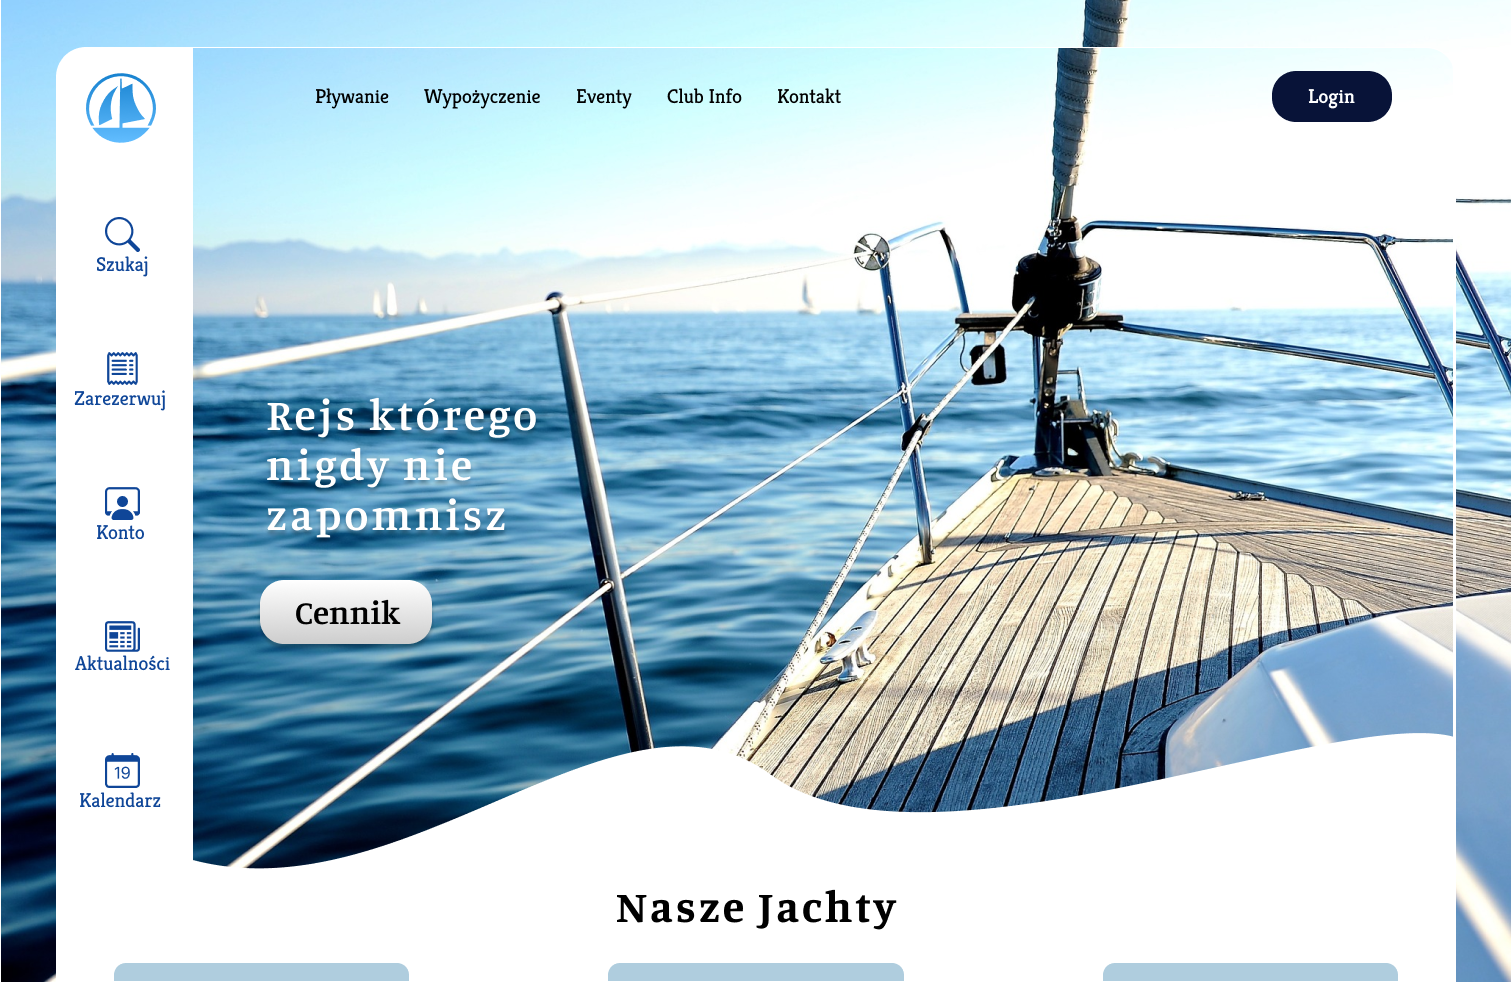 Pływanie Wypożyczenie Eventy Club Info Kontakt Login
Szukaj
Zarezerwuj
Konto
Aktualności
19
Kalendarz
Rejs którego
nigdy nie
zapomnisz
Cennik
Nasze Jachty